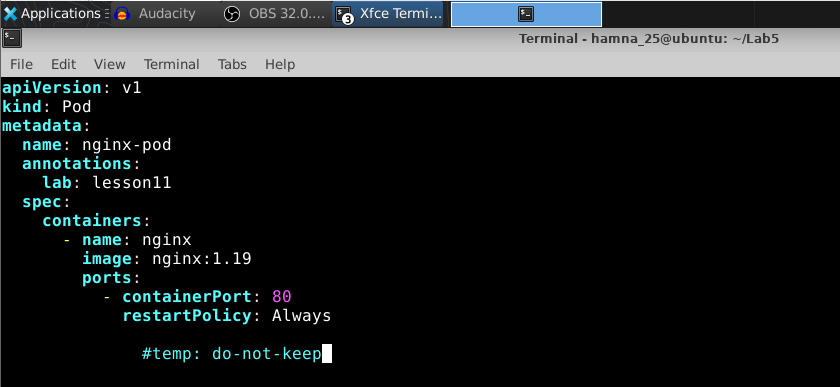 Applications Audacity OBS 32.0.... 3 Xfce Termi...
Terminal - hamna_25@ubuntu: ~/Lab5
File Edit View Terminal Tabs Help
apiVersion: v1
kind: Pod
metadata:
  name: nginx-pod
  annotations:
    lab: lesson11
  spec:
    containers:
      - name: nginx
        image: nginx:1.19
        ports:
          - containerPort: 80
            restartPolicy: Always

              #temp: do-not-keep